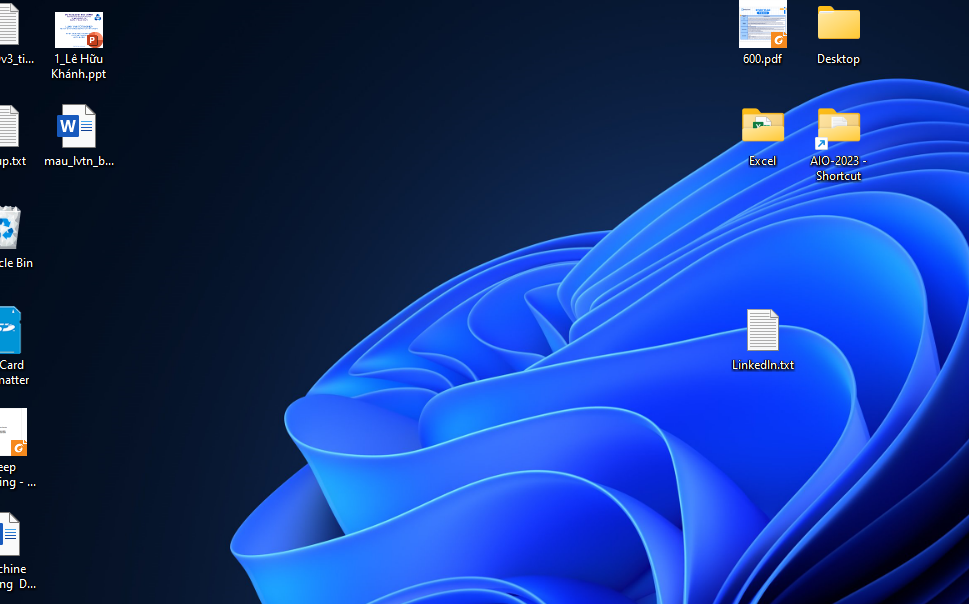 v3_ti...
1_Lê Hữu
Khánh.ppt
600.pdf
Desktop
up.txt
mau_lvtn_b...
Excel
AIO-2023 -
Shortcut
cle Bin
LinkedIn.txt
Card
matter
eep
ing - ...
chine
ng D...